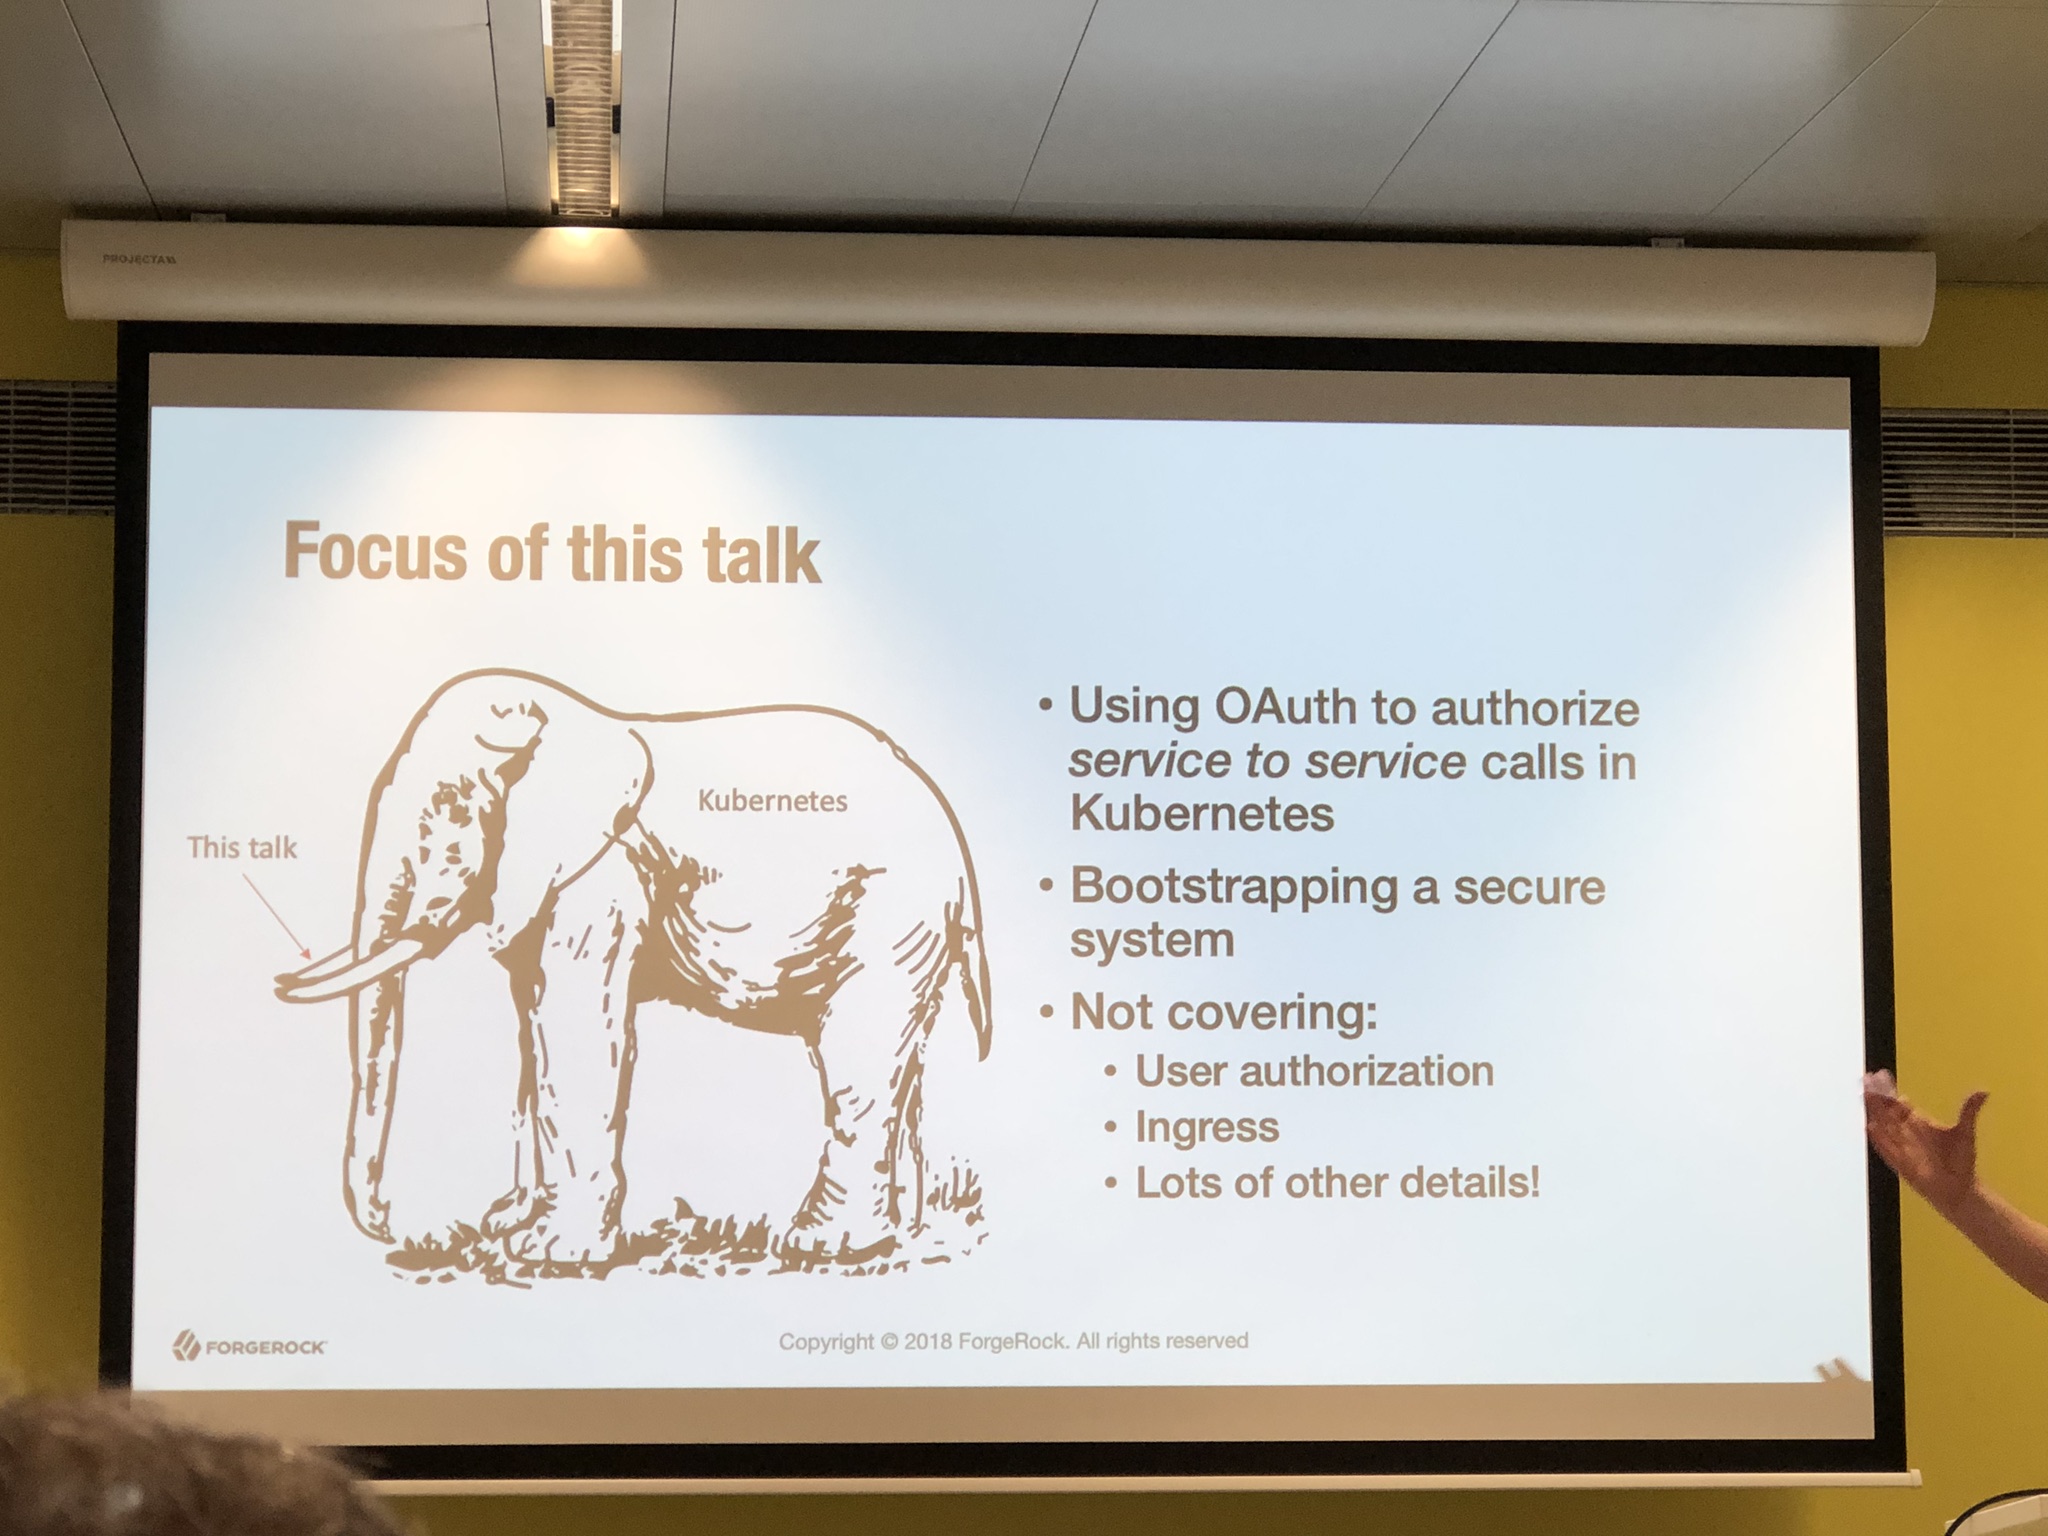 PROJECTA
Focus of this talk
This talk
Kubernetes
• Using OAuth to authorize
service to service calls in
Kubernetes
• Bootstrapping a secure
system
• Not covering:
• User authorization
• Ingress
• Lots of other details!
FORGEROCK
Copyright © 2018 ForgeRock. All rights reserved